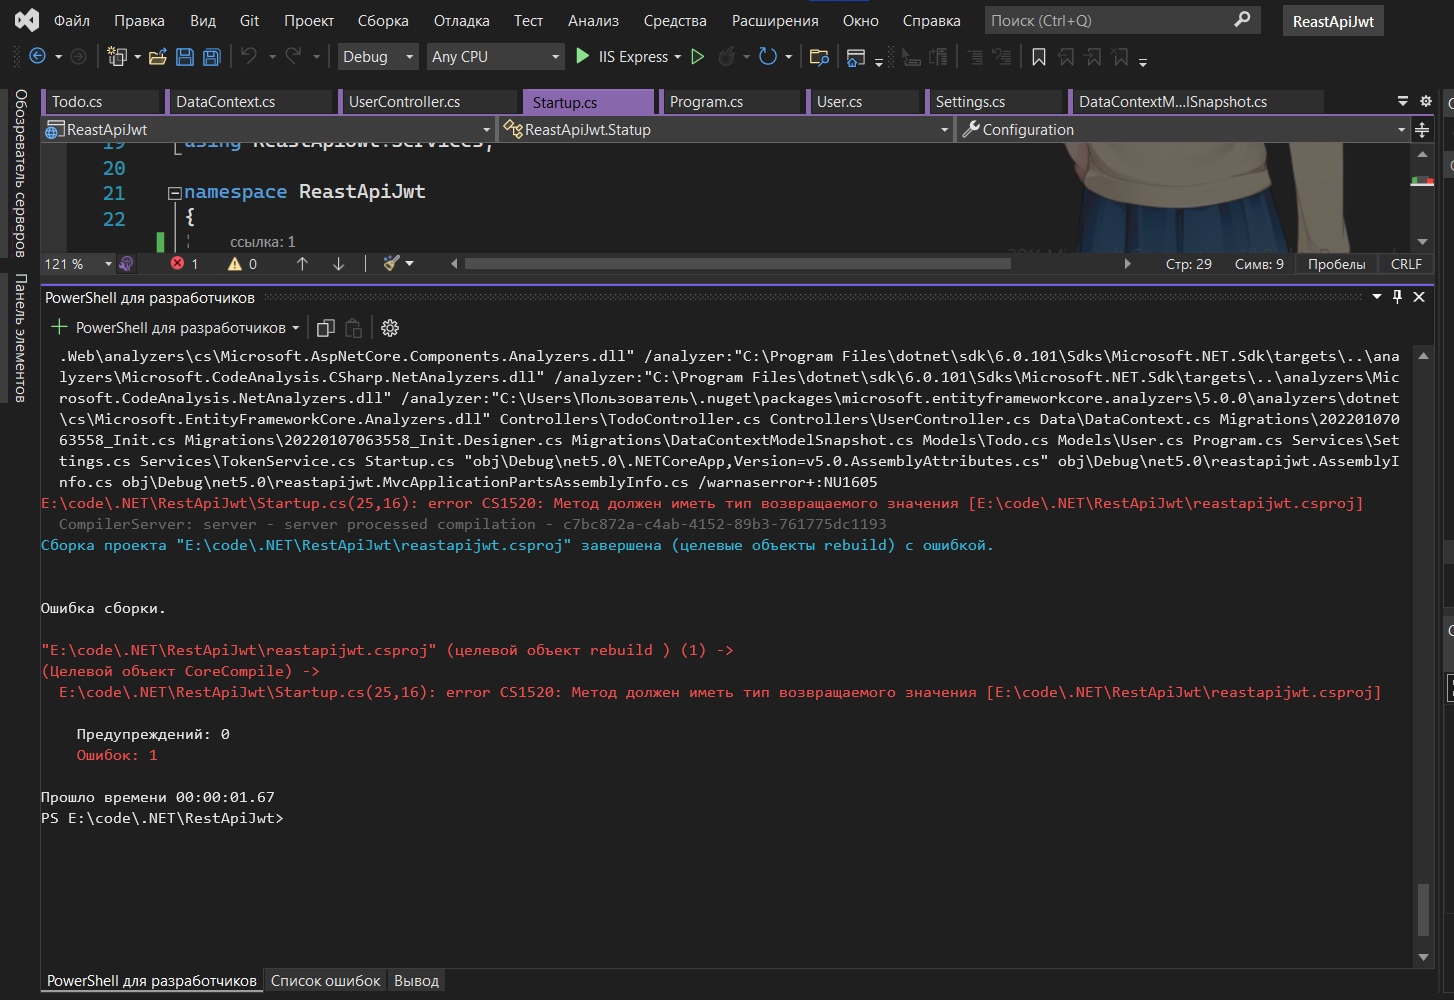 Файл Правка Вид Git Проект Сборка Отладка Тест Анализ Средства Расширения Окно Справка Поиск (Ctrl+Q) ReastApiJwt
Debug Any CPU IIS Express
Обозреватель серверов
Панель элементов
Todo.cs DataContext.cs UserController.cs Startup.cs Program.cs User.cs Settings.cs DataContextM...lSnapshot.cs
ReastApiJwt ReastApiJwt.Statup Configuration
19 using ReastApiJwt.Services;
20
21 namespace ReastApiJwt
22 {
ссылка: 1
121 % 1 0 Стр: 29 Симв: 9 Пробелы CRLF
PowerShell для разработчиков
PowerShell для разработчиков
.Web\analyzers\cs\Microsoft.AspNetCore.Components.Analyzers.dll" /analyzer:"C:\Program Files\dotnet\sdk\6.0.101\Sdks\Microsoft.NET.Sdk\targets\..\ana
lyzers\Microsoft.CodeAnalysis.CSharp.NetAnalyzers.dll" /analyzer:"C:\Program Files\dotnet\sdk\6.0.101\Sdks\Microsoft.NET.Sdk\targets\..\analyzers\Mic
rosoft.CodeAnalysis.NetAnalyzers.dll" /analyzer:"C:\Users\Пользователь\.nuget\packages\microsoft.entityframeworkcore.analyzers\5.0.0\analyzers\dotnet
\cs\Microsoft.EntityFrameworkCore.Analyzers.dll" Controllers\TodoController.cs Controllers\UserController.cs Data\DataContext.cs Migrations\202201070
63558_Init.cs Migrations\20220107063558_Init.Designer.cs Migrations\DataContextModelSnapshot.cs Models\Todo.cs Models\User.cs Program.cs Services\Set
tings.cs Services\TokenService.cs Startup.cs "obj\Debug\net5.0\.NETCoreApp,Version=v5.0.AssemblyAttributes.cs" obj\Debug\net5.0\reastapijwt.AssemblyI
nfo.cs obj\Debug\net5.0\reastapijwt.MvcApplicationPartsAssemblyInfo.cs /warnaserror+:NU1605
E:\code\.NET\RestApiJwt\Startup.cs(25,16): error CS1520: Метод должен иметь тип возвращаемого значения [E:\code\.NET\RestApiJwt\reastapijwt.csproj]
CompilerServer: server - server processed compilation - c7bc872a-c4ab-4152-89b3-761775dc1193
Сборка проекта "E:\code\.NET\RestApiJwt\reastapijwt.csproj" завершена (целевые объекты rebuild) с ошибкой.
Ошибка сборки.
"E:\code\.NET\RestApiJwt\reastapijwt.csproj" (целевой объект rebuild ) (1) ->
(Целевой объект CoreCompile) ->
E:\code\.NET\RestApiJwt\Startup.cs(25,16): error CS1520: Метод должен иметь тип возвращаемого значения [E:\code\.NET\RestApiJwt\reastapijwt.csproj]
Предупреждений: 0
Ошибок: 1
Прошло времени 00:00:01.67
PS E:\code\.NET\RestApiJwt>
PowerShell для разработчиков Список ошибок Вывод